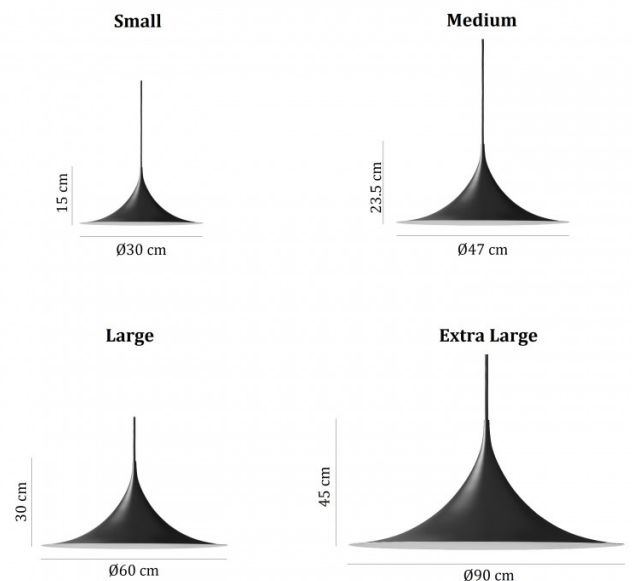 Small
Medium
15 cm
Ø30 cm
23.5 cm
Ø47 cm
Large
Extra Large
30 cm
Ø60 cm
45 cm
Ø90 cm